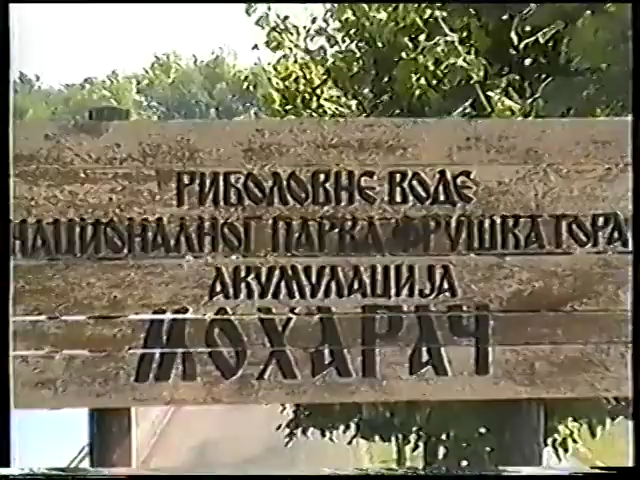 РИБОЛОВНЕ ВОДЕ
НАЦИОНАЛНОГ ПАРКА ФРУШКА ГОРА
АКУМУЛАЦИЈА
МОХАРАЧ